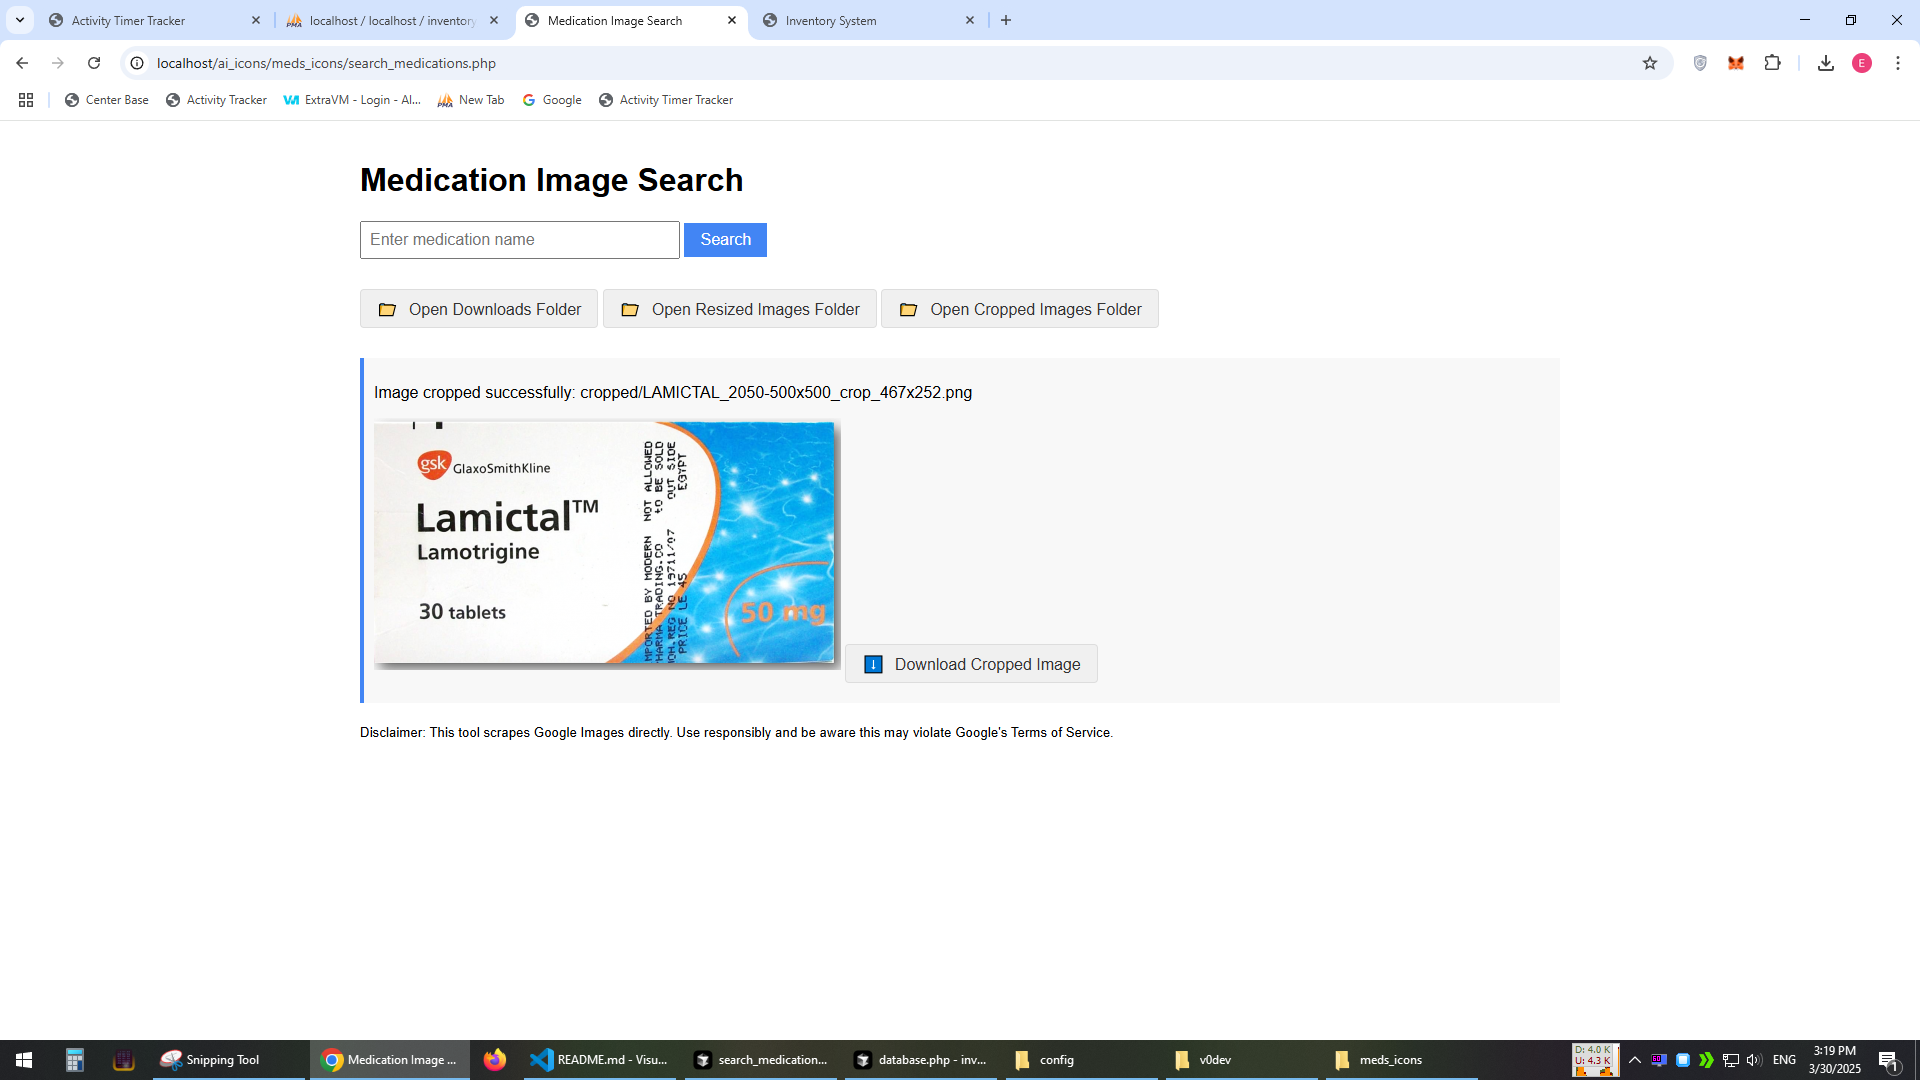 Activity Timer Tracker
localhost / localhost / inventory
Medication Image Search
Inventory System
localhost/ai_icons/meds_icons/search_medications.php
E
Center Base
Activity Tracker
ExtraVM - Login - Al...
New Tab
Google
Activity Timer Tracker
Medication Image Search
Enter medication name
Search
Open Downloads Folder
Open Resized Images Folder
Open Cropped Images Folder
Image cropped successfully: cropped/LAMICTAL_2050-500x500_crop_467x252.png
gsk GlaxoSmithKline
Lamictal™
Lamotrigine
30 tablets
MPORTED BY MODERN NOT ALLOWED
PHARMA TRADING.CO TO BE SOLD
OH.REG NO 19711/97 OUT SIDE
PRICE LE 45 EGYPT
50 mg
Download Cropped Image
Disclaimer: This tool scrapes Google Images directly. Use responsibly and be aware this may violate Google's Terms of Service.
Snipping Tool
Medication Image ...
README.md - Visu...
search_medication...
database.php - inv...
config
v0dev
meds_icons
D: 4.0 K
U: 4.3 K
ENG
3:19 PM
3/30/2025
1